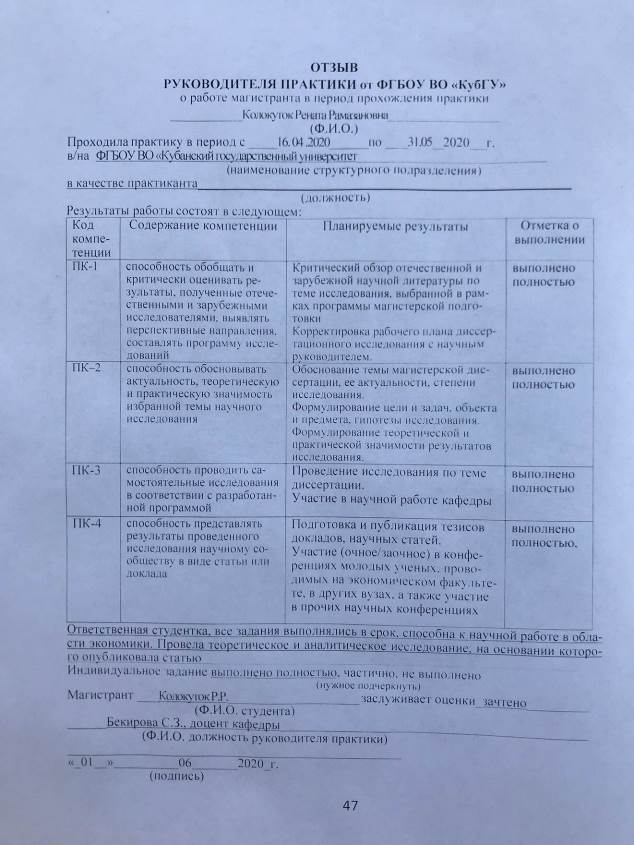 ОТЗЫВ
РУКОВОДИТЕЛЯ ПРАКТИКИ от ФГБОУ ВО «КубГУ»
о работе магистранта в период прохождения практики
Колокуток Рената Рамазановна
(Ф.И.О.)
Проходила практику в период с 16.04.2020 по 31.05 2020 г.
в/на ФГБОУ ВО «Кубанский государственный университет
(наименование структурного подразделения)
в качестве практиканта
(должность)
Результаты работы состоят в следующем:
Код компе-тенции Содержание компетенции Планируемые результаты Отметка о выполнении
ПК-1
способность обобщать и
критически оценивать ре-
зультаты, полученные отече-
ственными и зарубежными
исследователями, выявлять
перспективные направления,
составлять программу иссле-
дований
Критический обзор отечественной и
зарубежной научной литературы по
теме исследования, выбранной в рам-
ках программы магистерской подго-
товки
Корректировка рабочего плана диссер-
тационного исследования с научным
руководителем.
выполнено
полностью
ПК–2
способность обосновывать
актуальность, теоретическую
и практическую значимость
избранной темы научного
исследования
Обоснование темы магистерской дис-
сертации, ее актуальности, степени
исследования.
Формулирование цели и задач, объекта
и предмета, гипотезы исследования.
Формулирование теоретической и
практической значимости результатов
исследования.
выполнено
полностью
ПК-3
способность проводить са-
мостоятельные исследования
в соответствии с разработан-
ной программой
Проведение исследования по теме
диссертации.
Участие в научной работе кафедры
выполнено
полностью
ПК-4
способность представлять
результаты проведенного
исследования научному со-
обществу в виде статьи или
доклада
Подготовка и публикация тезисов
докладов, научных статей.
Участие (очное/заочное) в конфе-
ренциях молодых ученых, прово-
димых на экономическом факульте-
те, в других вузах, а также участие
в прочих научных конференциях
выполнено
полностью.
Ответственная студентка, все задания выполнялись в срок, способна к научной работе в обла-
сти экономики. Провела теоретическое и аналитическое исследование, на основании которо-
го опубликовала статью
Индивидуальное задание выполнено полностью, частично, не выполнено
(нужное подчеркнуть)
Магистрант Колокуток Р.Р. заслуживает оценки зачтено
(Ф.И.О. студента)
Бекирова С.З., доцент кафедры
(Ф.И.О. должность руководителя практики)
«_01__» 06 2020_г.
(подпись)
47